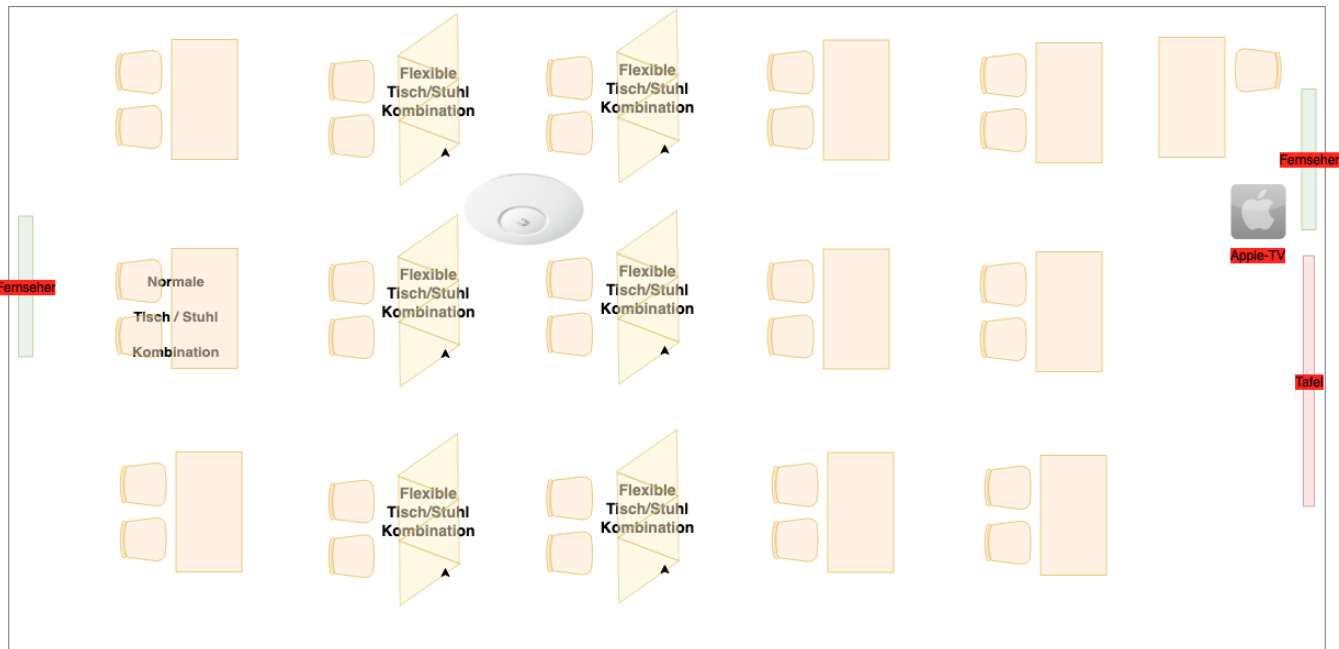 Flexible
Tisch/Stuhl
Kombination
Flexible
Tisch/Stuhl
Kombination
Fernseher
Apple-TV
Fernseher
Normale
Tisch / Stuhl
Kombination
Flexible
Tisch/Stuhl
Kombination
Flexible
Tisch/Stuhl
Kombination
Tafel
Flexible
Tisch/Stuhl
Kombination
Flexible
Tisch/Stuhl
Kombination